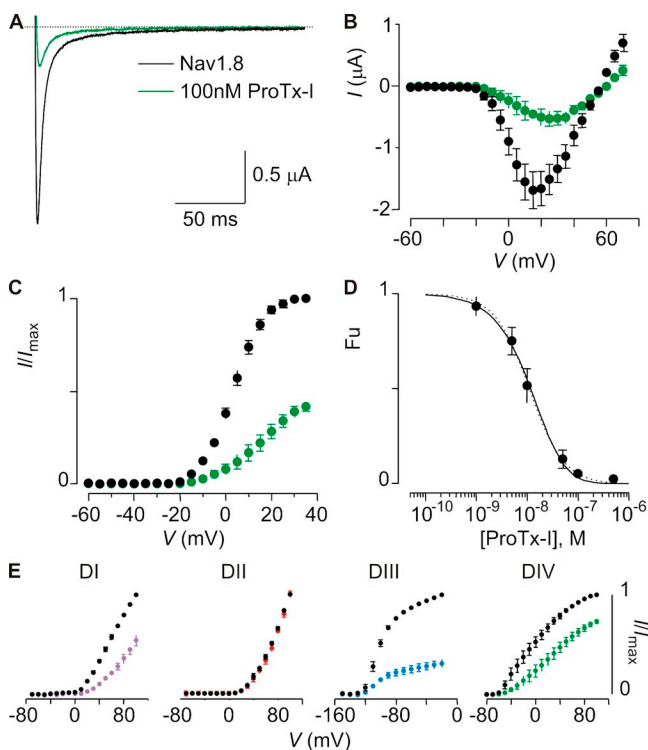 A
Nav1.8
100nM ProTx-I
0.5 μA
50 ms
B
I (μA)
1
0
-1
-2
-60 0 60
V (mV)
C
I/Imax
1
0
-60 -40 -20 0 20 40
V (mV)
D
Fu
1
0
10-10 10-9 10-8 10-7 10-6
[ProTx-I], M
E
DI DII DIII DIV
1
I/Imax
0
-80 0 80 -80 0 80 -160 -80 0 -80 0 80
V (mV)